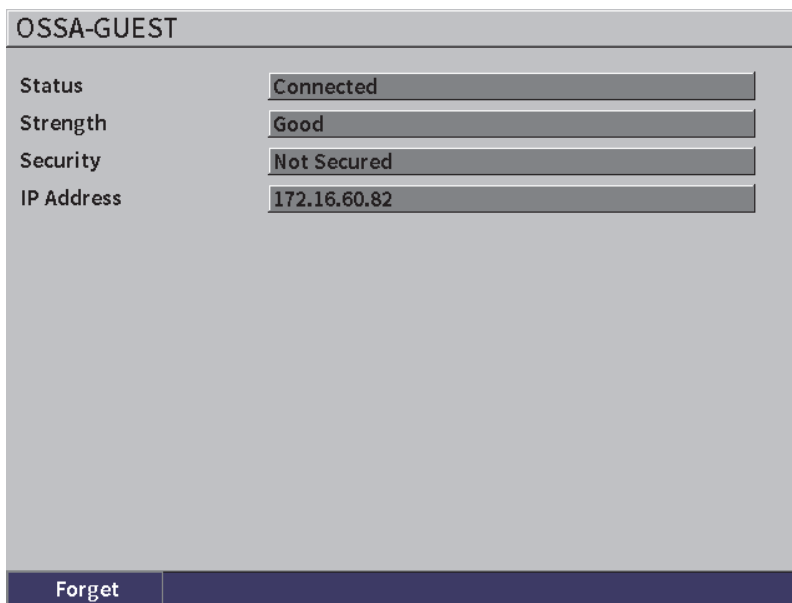 OSSA-GUEST
Status Connected
Strength Good
Security Not Secured
IP Address 172.16.60.82
Forget